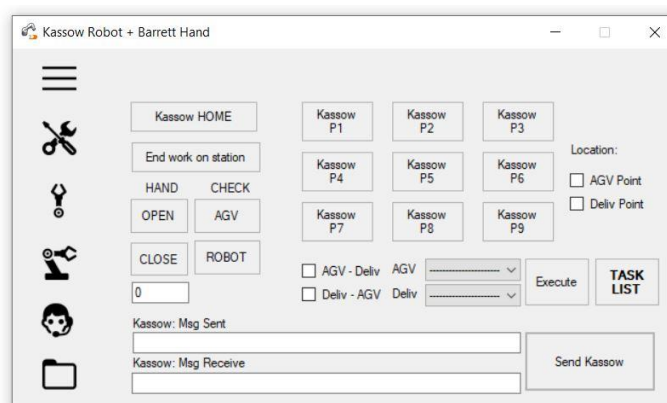 Kassow Robot + Barrett Hand
Kassow HOME
End work on station
HAND CHECK
OPEN AGV
CLOSE ROBOT
0
Kassow
P1
Kassow
P2
Kassow
P3
Kassow
P4
Kassow
P5
Kassow
P6
Kassow
P7
Kassow
P8
Kassow
P9
Location:
AGV Point
Deliv Point
AGV - Deliv AGV --------------------
Deliv - AGV Deliv --------------------
Execute
TASK
LIST
Kassow: Msg Sent
Kassow: Msg Receive
Send Kassow